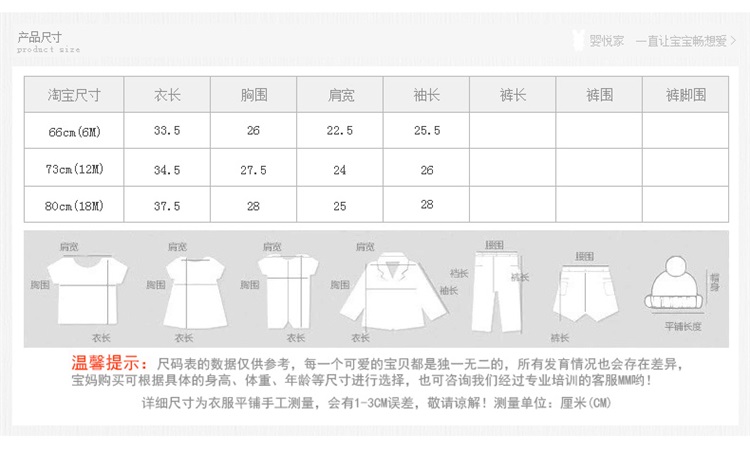 产品尺寸
product size
婴悦家 一直让宝宝畅想爱 >
淘宝尺寸 衣长 胸围 肩宽 袖长 裤长 裤围 裤脚围
66cm(6M) 33.5 26 22.5 25.5
73cm(12M) 34.5 27.5 24 26
80cm(18M) 37.5 28 25 28
肩宽 肩宽 肩宽 肩宽 腰围 腰围
胸围 胸围 胸围 胸围 袖长 裆长 裤长 帽身
衣长 衣长 衣长 衣长 裤长 平铺长度
温馨提示：尺码表的数据仅供参考，每一个可爱的宝贝都是独一无二的，所有发育情况也会存在差异，
宝妈购买可根据具体的身高、体重、年龄等尺寸进行选择，也可咨询我们经过专业培训的客服MM哟！
详细尺寸为衣服平铺手工测量，会有1-3CM误差，敬请谅解！测量单位：厘米(CM)